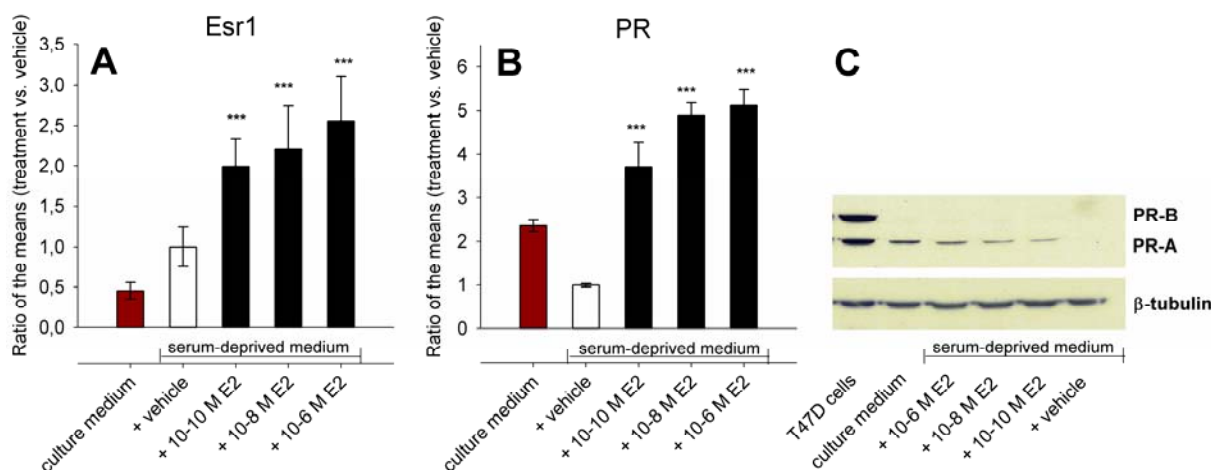 Esr1
A
Ratio of the means (treatment vs. vehicle)
3,5
3,0
2,5
2,0
1,5
1,0
0,5
0,0
***
***
***
serum-deprived medium
culture medium
+ vehicle
+ 10-10 M E2
+ 10-8 M E2
+ 10-6 M E2
PR
B
Ratio of the means (treatment vs. vehicle)
6
5
4
3
2
1
0
***
***
***
serum-deprived medium
culture medium
+ vehicle
+ 10-10 M E2
+ 10-8 M E2
+ 10-6 M E2
C
PR-B
PR-A
β-tubulin
serum-deprived medium
T47D cells
culture medium
+ 10-6 M E2
+ 10-8 M E2
+ 10-10 M E2
+ vehicle